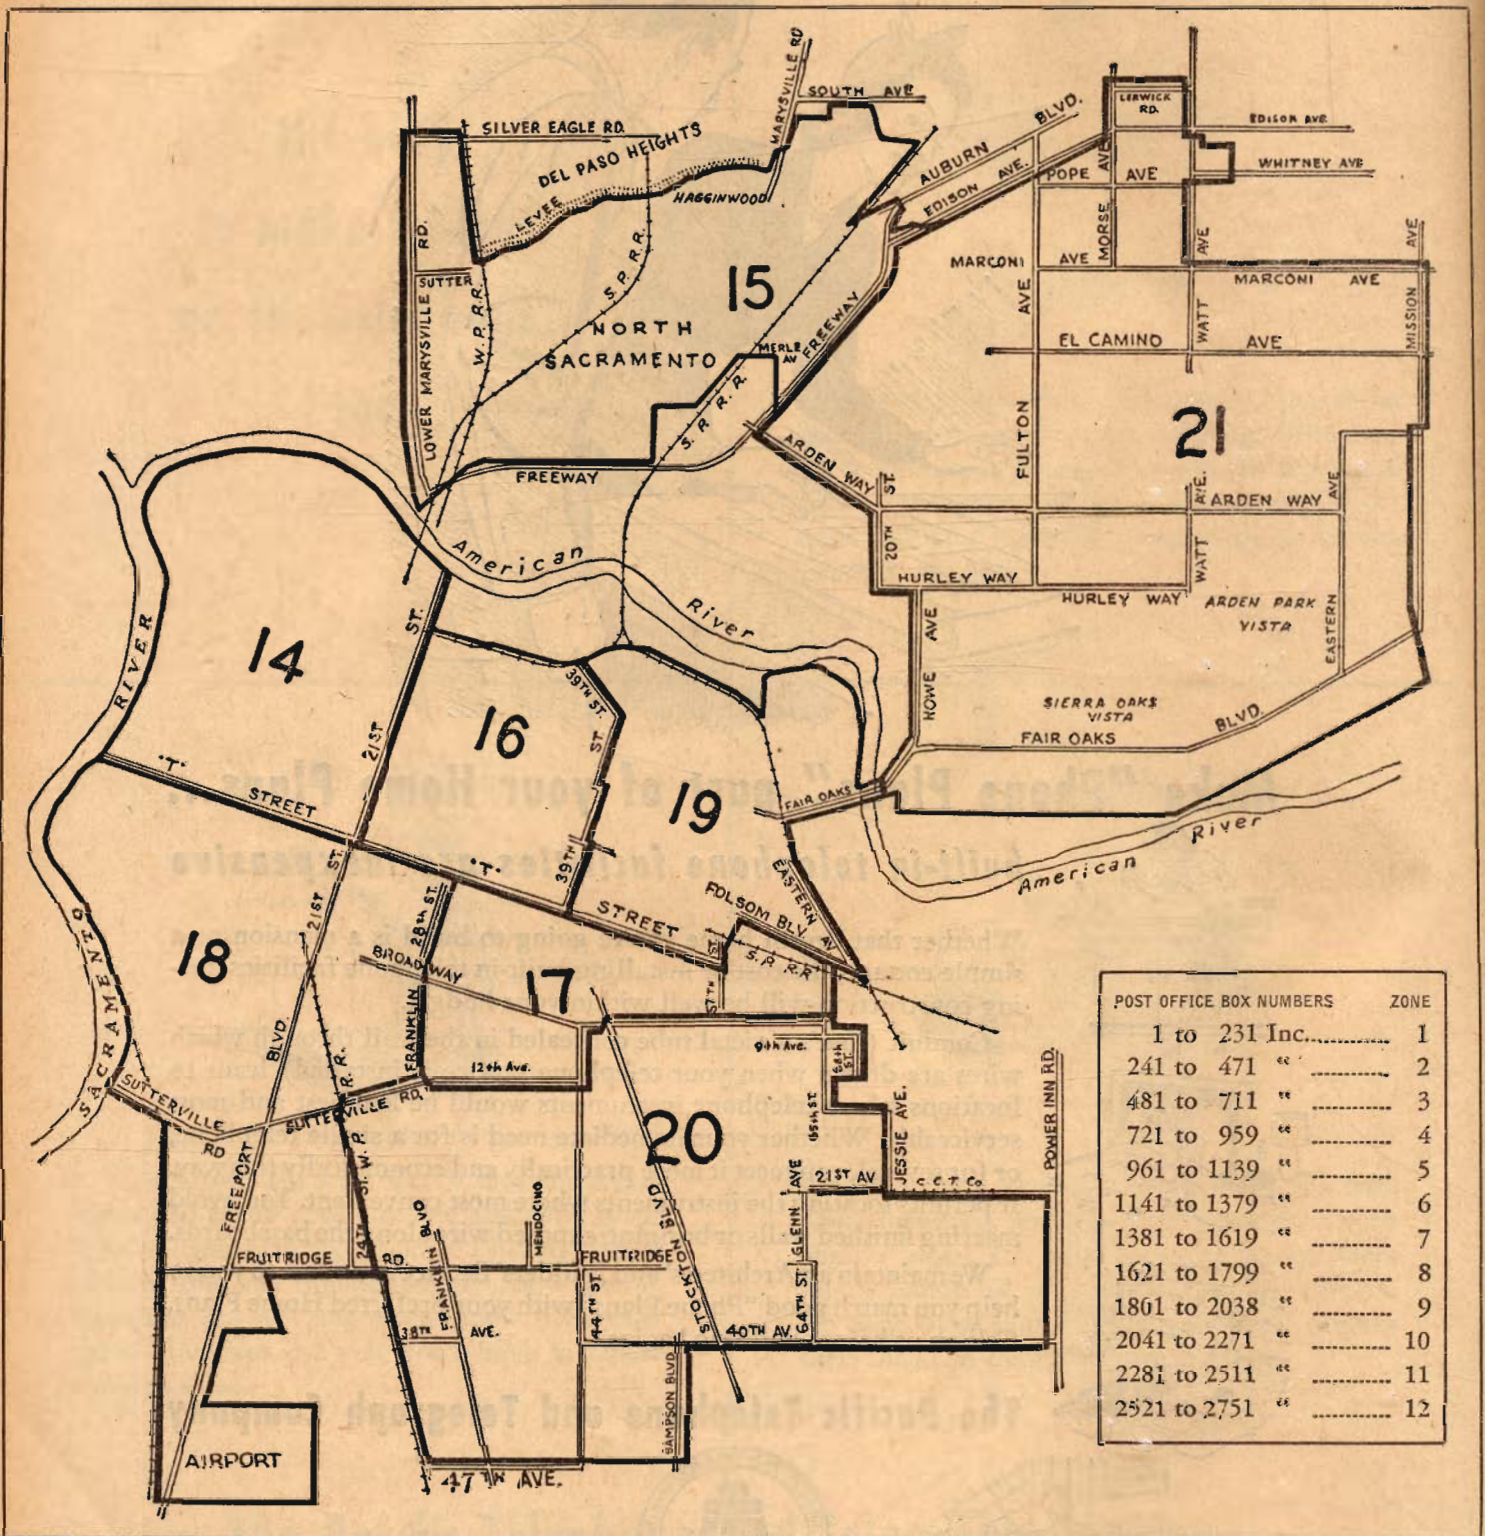 MARYSVILLE RD
SOUTH AVE
SILVER EAGLE RD.
DEL PASO HEIGHTS
LEVEE
HAGGINWOOD
AUBURN BLVD.
EDISON AVE.
LERWICK
RD.
EDISON AVE
WHITNEY AVE
POPE AVE
MORSE AVE
MARCONI AVE
MARCONI AVE
WATT AVE
MISSION AVE
RD.
SUTTER
LOWER MARYSVILLE
W. P. R.R.
S. P. R. R.
15
NORTH
SACRAMENTO
MERLE
AV
FREEWAY
S. P. R. R.
FREEWAY
EL CAMINO AVE
FULTON AVE
21
ARDEN WAY
20TH ST.
ARDEN WAY
WATT AVE.
HURLEY WAY
HURLEY WAY
ARDEN PARK
VISTA
EASTERN AVE
HOWE AVE
SIERRA OAKS
VISTA
FAIR OAKS BLVD.
American River
American River
SACRAMENTO RIVER
14
21ST ST.
16
39TH ST.
39TH ST.
19
"T" STREET
"T" STREET
FAIR OAKS
EASTERN AV
FOLSOM BLV.
S. P. R.R
57TH ST.
18
21ST ST.
28th ST.
BROADWAY
17
FREEPORT BLVD.
FRANKLIN
12th Ave.
9th Ave.
68th
ST.
65th ST.
JESSIE AVE.
POWER INN RD.
SUTTERVILLE
RD
SUTTERVILLE RD
W. P. R. R.
24TH ST.
20
21ST AV
C. C. T. Co.
GLENN AVE
FRANKLIN BLVD
MENDOCINO
FRUITRIDGE RD.
FRUITRIDGE
STOCKTON BLVD
44TH ST
64TH ST
38TH AVE.
40TH AV.
SAMPSON BLVD
AIRPORT
47TH AVE.
POST OFFICE BOX NUMBERS ZONE
1 to 231 Inc. 1
241 to 471 " 2
481 to 711 " 3
721 to 959 " 4
961 to 1139 " 5
1141 to 1379 " 6
1381 to 1619 " 7
1621 to 1799 " 8
1801 to 2038 " 9
2041 to 2271 " 10
2281 to 2511 " 11
2521 to 2751 " 12